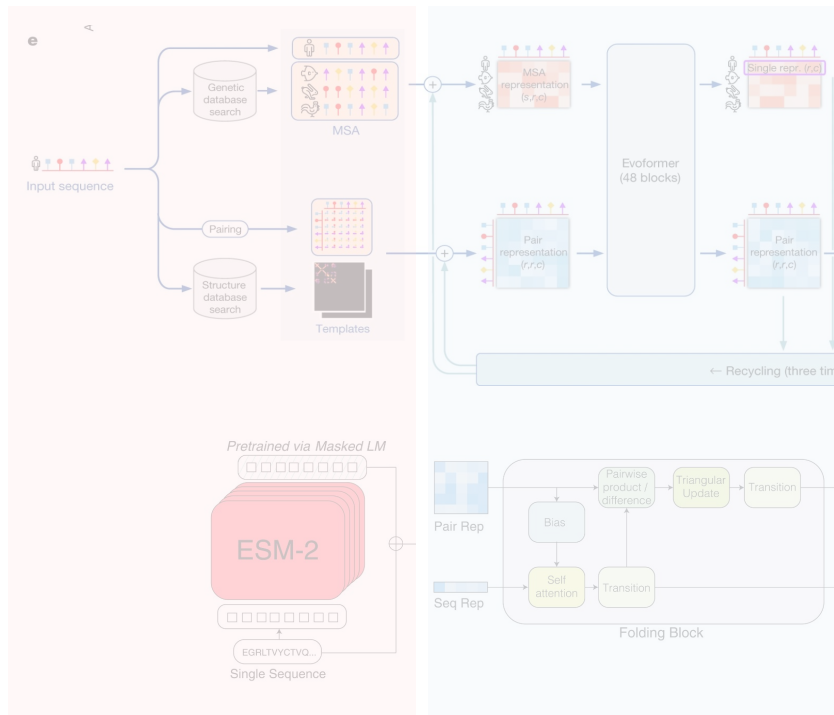 e
A
Genetic
database
search
MSA
Input sequence
Pairing
Structure
database
search
Templates
MSA
representation
(s,r,c)
Evoformer
(48 blocks)
Single repr. (r,c)
Pair
representation
(r,r,c)
Pair
representation
(r,r,c)
← Recycling (three tim
Pretrained via Masked LM
ESM-2
EGRLTVYCTVQ...
Single Sequence
Pair Rep
Bias
Pairwise
product /
difference
Triangular
Update
Transition
Seq Rep
Self
attention
Transition
Folding Block